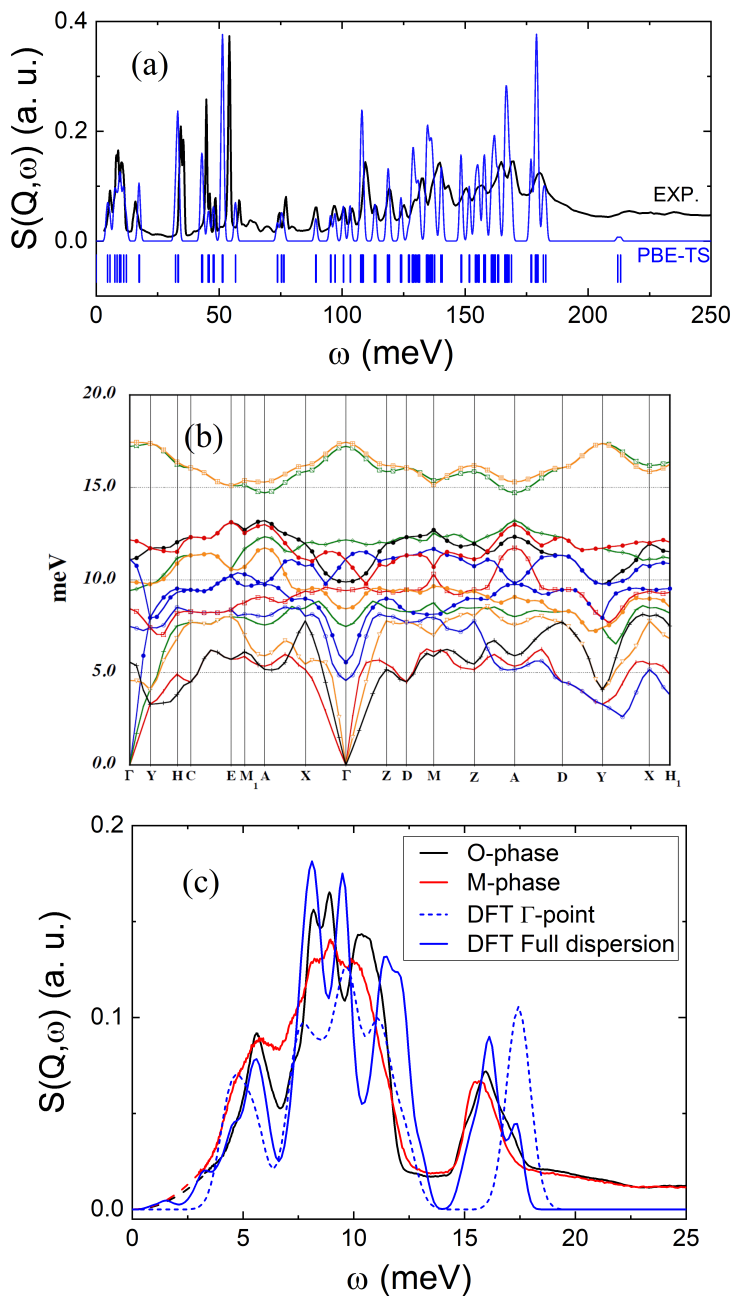 (a)
S(Q,ω) (a. u.)
0.4
0.2
0.0
EXP.
PBE-TS
0 50 100 150 200 250
ω (meV)
(b)
meV
20.0
15.0
10.0
5.0
0.0
Γ Y H C E M₁ A X Γ Z D M Z A D Y X H₁
(c)
S(Q,ω) (a. u.)
0.2
0.1
0.0
O-phase
M-phase
DFT Γ-point
DFT Full dispersion
0 5 10 15 20 25
ω (meV)